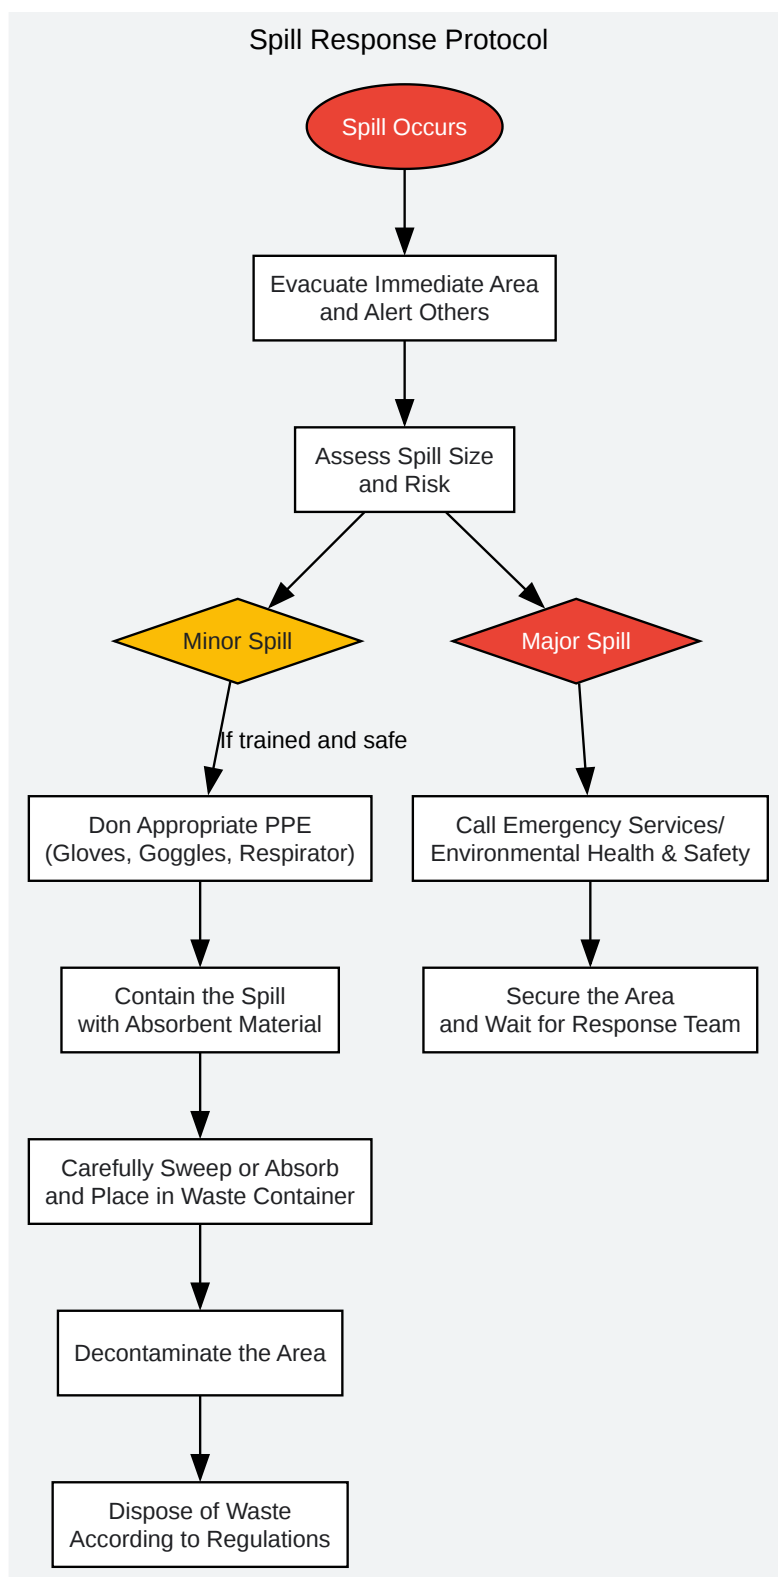 Spill Response Protocol
Spill Occurs
Evacuate Immediate Area
and Alert Others
Assess Spill Size
and Risk
Minor Spill
Major Spill
If trained and safe
Don Appropriate PPE
(Gloves, Goggles, Respirator)
Call Emergency Services/
Environmental Health & Safety
Contain the Spill
with Absorbent Material
Secure the Area
and Wait for Response Team
Carefully Sweep or Absorb
and Place in Waste Container
Decontaminate the Area
Dispose of Waste
According to Regulations